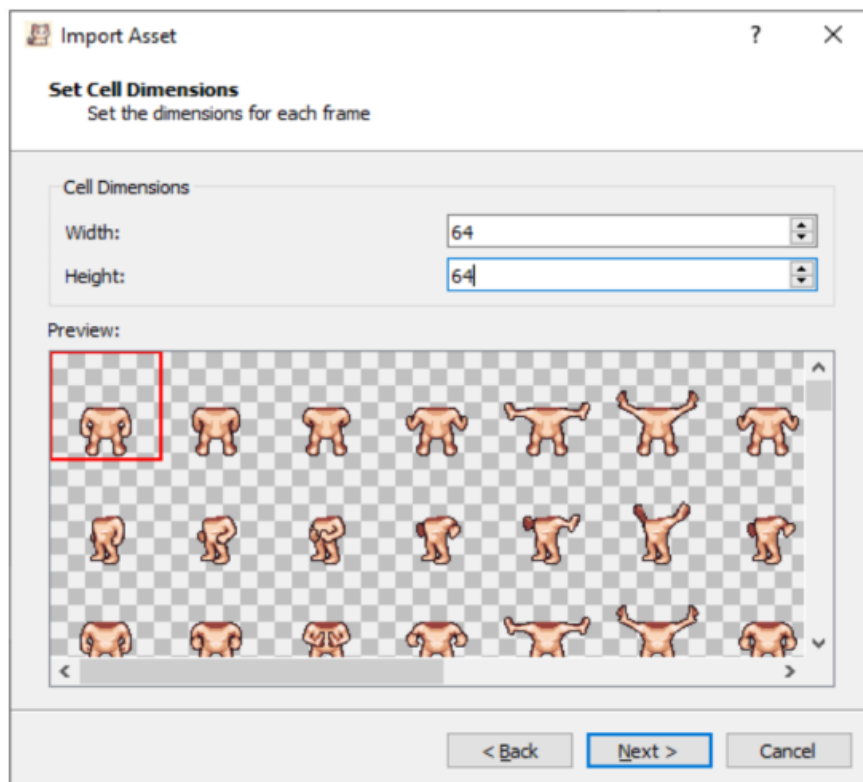 Import Asset
?
Set Cell Dimensions
Set the dimensions for each frame
Cell Dimensions
Width:
64
Height:
64
Preview:
< Back
Next >
Cancel